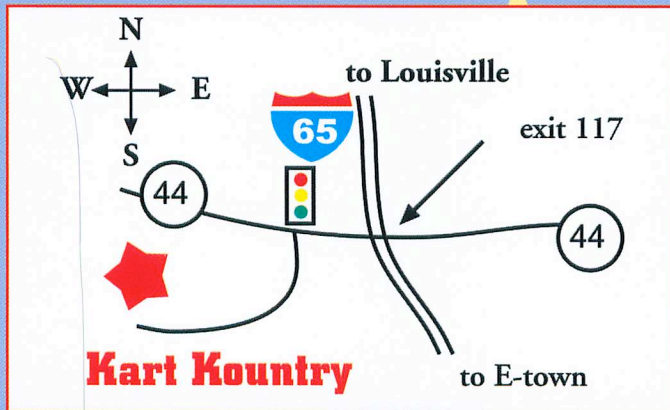 N
to Louisville
W E
65
exit 117
S
44
44
Kart Kountry
to E-town